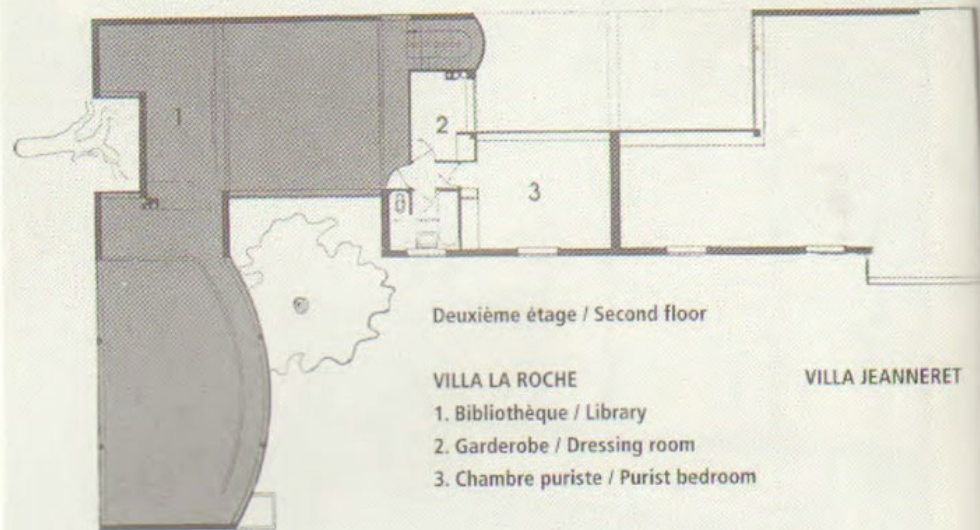 1
2
3
Deuxième étage / Second floor
VILLA LA ROCHE
VILLA JEANNERET
1. Bibliothèque / Library
2. Garderobe / Dressing room
3. Chambre puriste / Purist bedroom